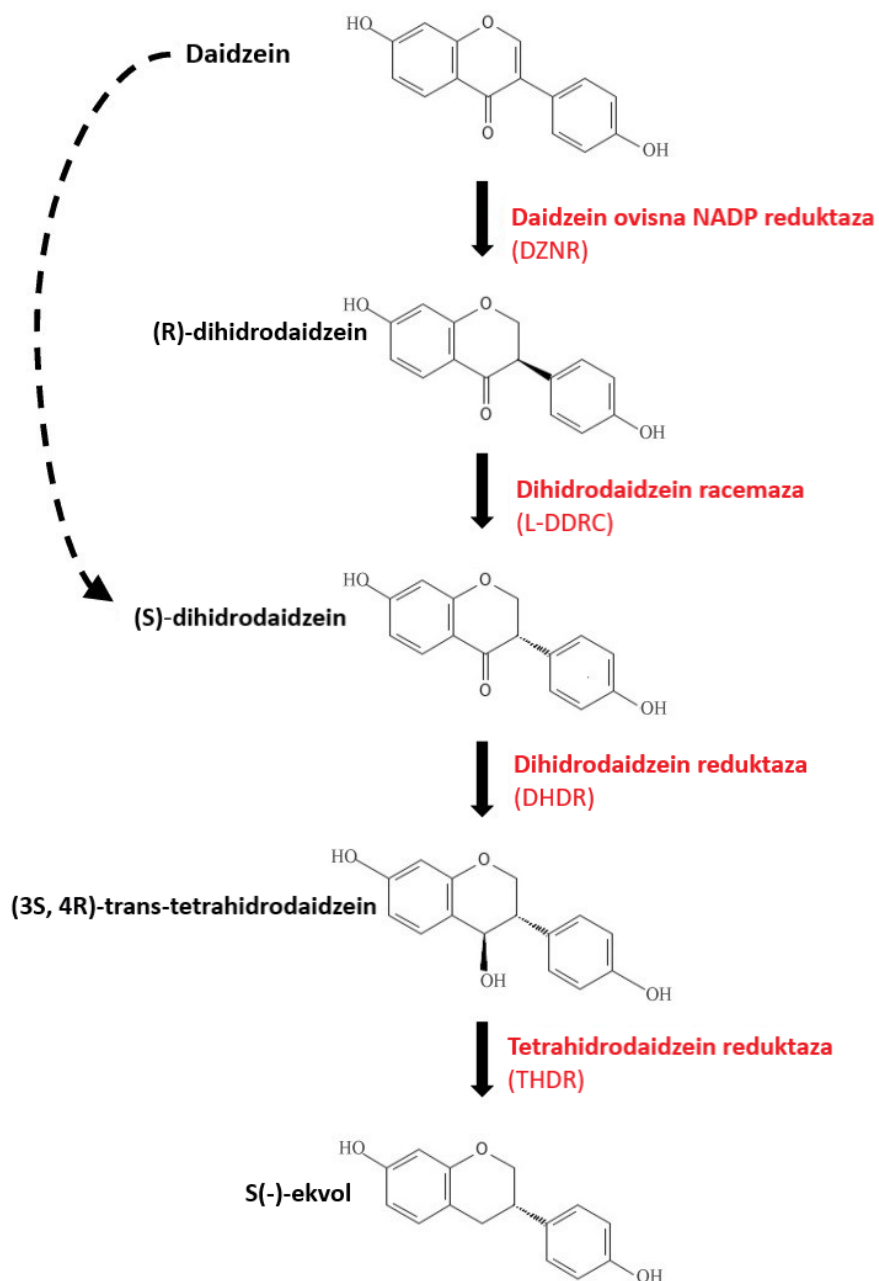 HO
O
Daidzein
O
OH
Daidzein ovisna NADP reduktaza
(DZNR)
HO
O
(R)-dihidrodaidzein
O
OH
Dihidrodaidzein racemaza
(L-DDRC)
HO
O
(S)-dihidrodaidzein
O
OH
Dihidrodaidzein reduktaza
(DHDR)
HO
O
(3S, 4R)-trans-tetrahidrodaidzein
OH
OH
Tetrahidrodaidzein reduktaza
(THDR)
HO
O
S(-)-ekvol
OH